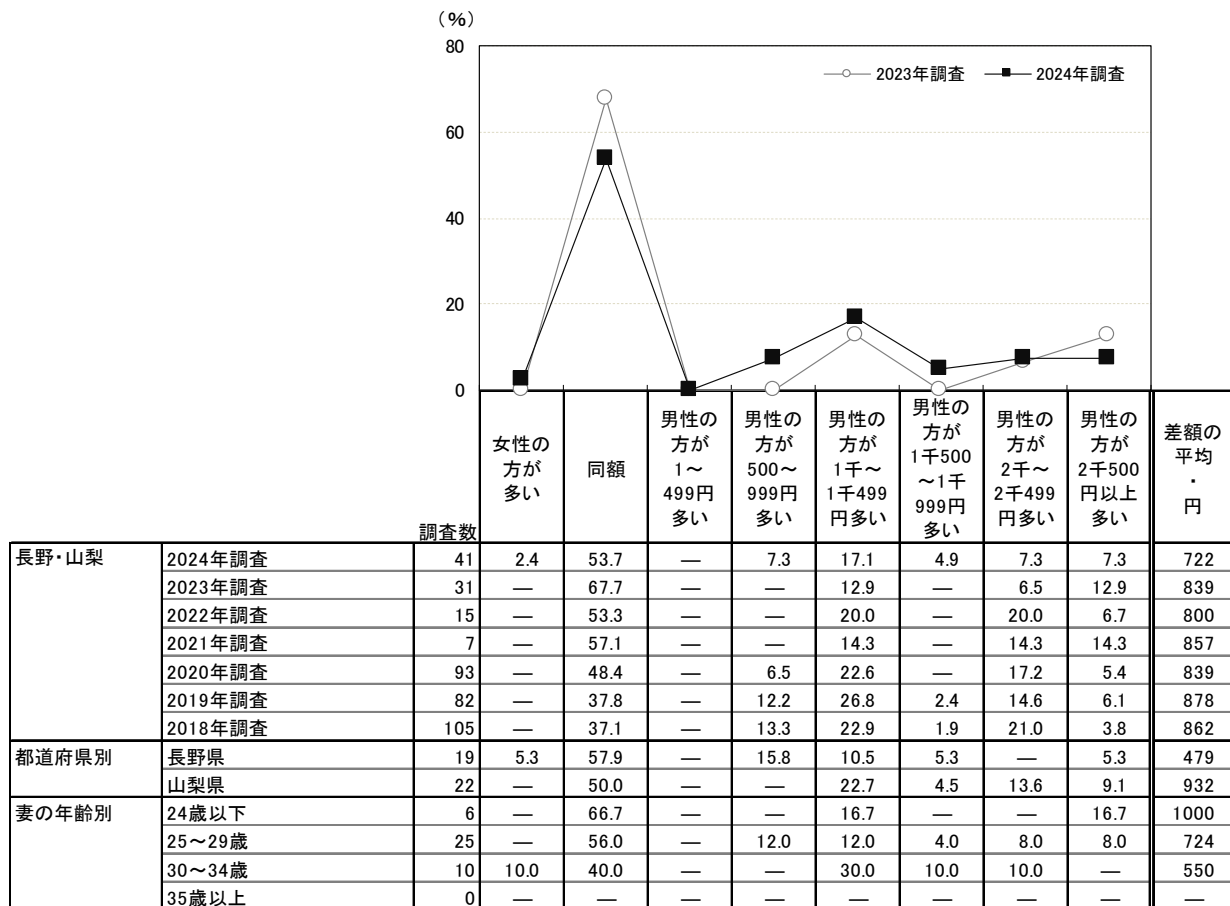 （%）
80
60
40
20
0
2023年調査 2024年調査
調査数 女性の方が多い 同額 男性の方が1～499円多い 男性の方が500～999円多い 男性の方が1千～1千499円多い 男性の方が1千500～1千999円多い 男性の方が2千～2千499円多い 男性の方が2千500円以上多い 差額の平均・円
長野・山梨 2024年調査 41 2.4 53.7 — 7.3 17.1 4.9 7.3 7.3 722
2023年調査 31 — 67.7 — — 12.9 — 6.5 12.9 839
2022年調査 15 — 53.3 — — 20.0 — 20.0 6.7 800
2021年調査 7 — 57.1 — — 14.3 — 14.3 14.3 857
2020年調査 93 — 48.4 — 6.5 22.6 — 17.2 5.4 839
2019年調査 82 — 37.8 — 12.2 26.8 2.4 14.6 6.1 878
2018年調査 105 — 37.1 — 13.3 22.9 1.9 21.0 3.8 862
都道府県別 長野県 19 5.3 57.9 — 15.8 10.5 5.3 — 5.3 479
山梨県 22 — 50.0 — — 22.7 4.5 13.6 9.1 932
妻の年齢別 24歳以下 6 — 66.7 — — 16.7 — — 16.7 1000
25～29歳 25 — 56.0 — 12.0 12.0 4.0 8.0 8.0 724
30～34歳 10 10.0 40.0 — — 30.0 10.0 10.0 — 550
35歳以上 0 — — — — — — — — —